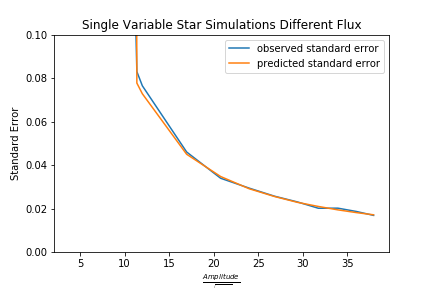 Single Variable Star Simulations Different Flux
observed standard error
predicted standard error
Standard Error
0.10
0.08
0.06
0.04
0.02
0.00
5 10 15 20 25 30 35
Amplitude